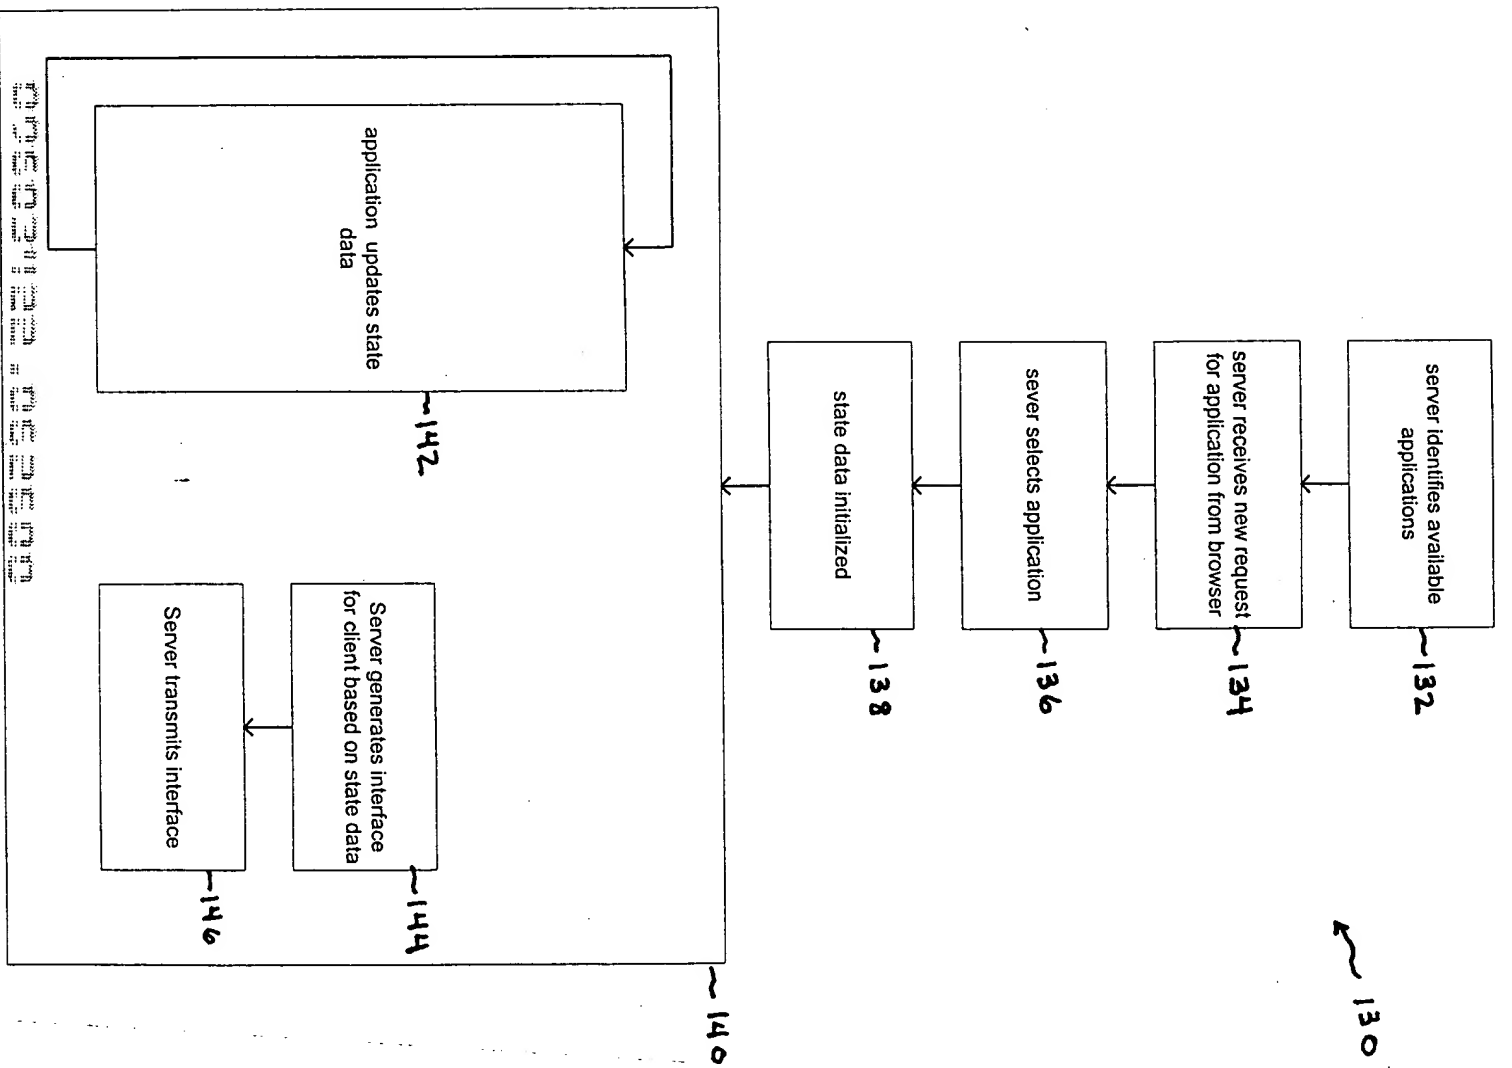 130
server identifies available
applications
132
server receives new request
for application from browser
134
sever selects application
136
state data initialized
138
140
application updates state
data
142
Server generates interface
for client based on state data
144
Server transmits interface
146